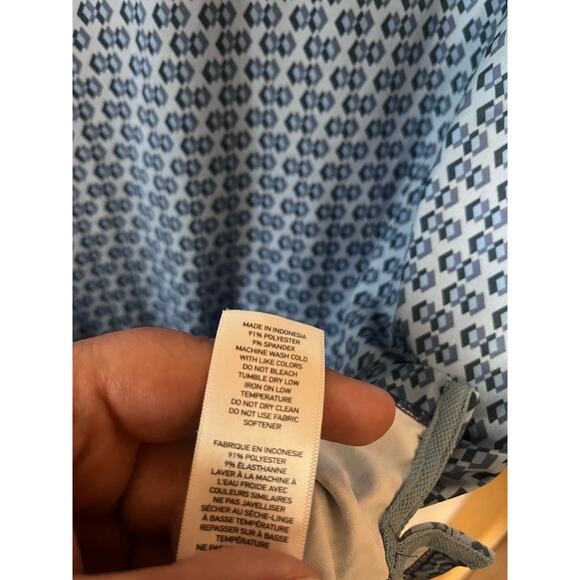 MADE IN INDONESIA
91% POLYESTER
9% SPANDEX
MACHINE WASH COLD
WITH LIKE COLORS
DO NOT BLEACH
TUMBLE DRY LOW
IRON ON LOW
TEMPERATURE
DO NOT DRY CLEAN
DO NOT USE FABRIC
SOFTENER
FABRIQUE EN INDONESIE
91% POLYESTER
9% ÉLASTHANNE
LAVER À LA MACHINE À
L'EAU FROIDE AVEC
COULEURS SIMILAIRES
NE PAS JAVELLISER
SÉCHER AU SÈCHE-LINGE
À BASSE TEMPÉRATURE
REPASSER SUR À BASSE
TEMPÉRATURE
NE PAS